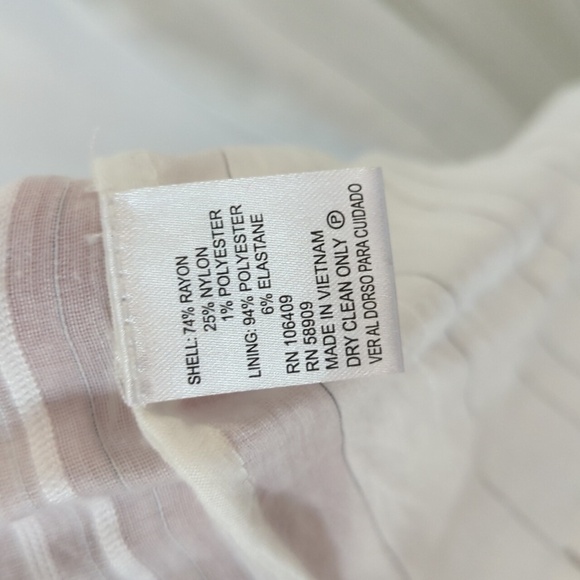 SHELL: 74% RAYON
25% NYLON
1% POLYESTER
LINING: 94% POLYESTER
6% ELASTANE
RN 106409
RN 58909
MADE IN VIETNAM
DRY CLEAN ONLY Ⓟ
VER AL DORSO PARA CUIDADO